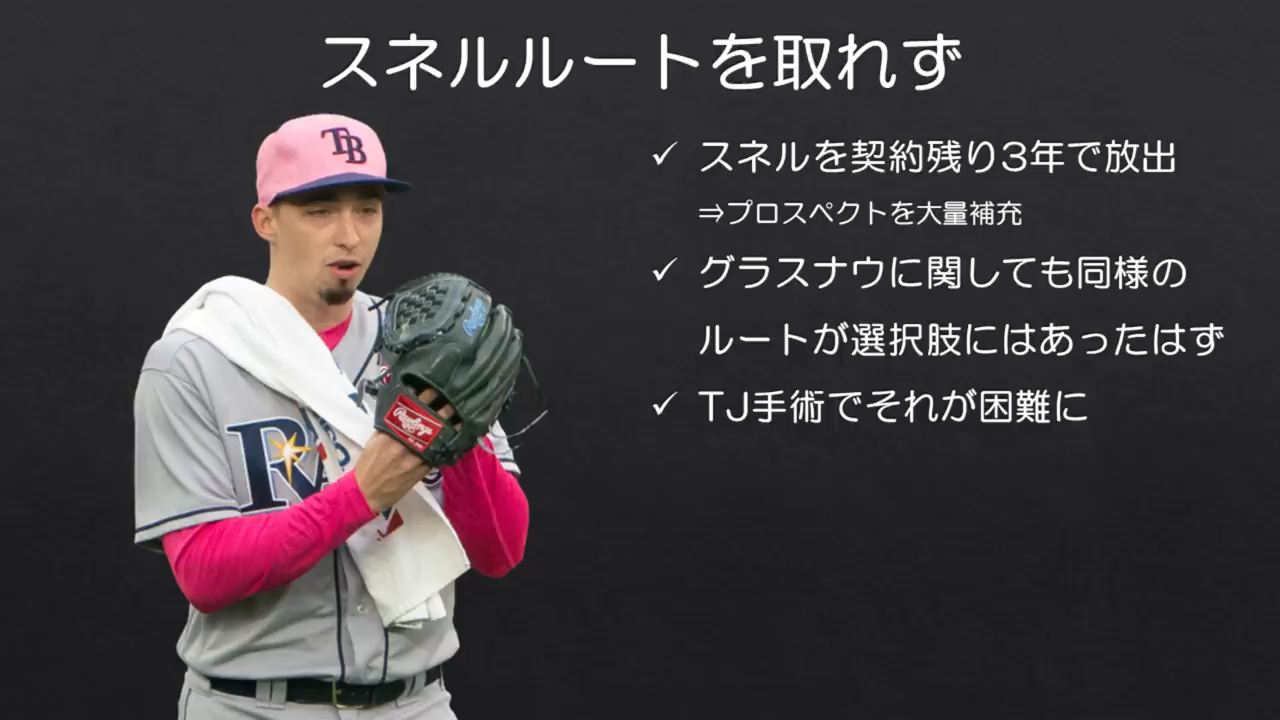 スネルルートを取れず
✓ スネルを契約残り3年で放出
⇒プロスペクトを大量補充
✓ グラスナウに関しても同様の
ルートが選択肢にはあったはず
✓ TJ手術でそれが困難に
TB
Rawlings